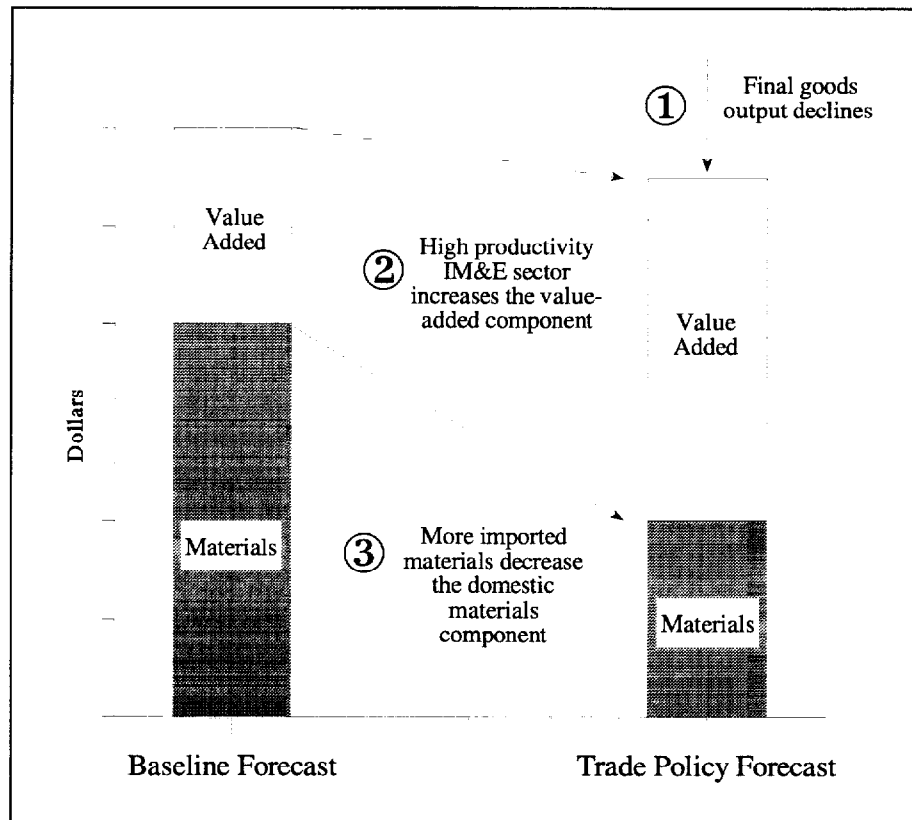 ①
Final goods
output declines
Value
Added
②
High productivity
IM&E sector
increases the value-
added component
Value
Added
Dollars
Materials
③
More imported
materials decrease
the domestic
materials
component
Materials
Baseline Forecast
Trade Policy Forecast